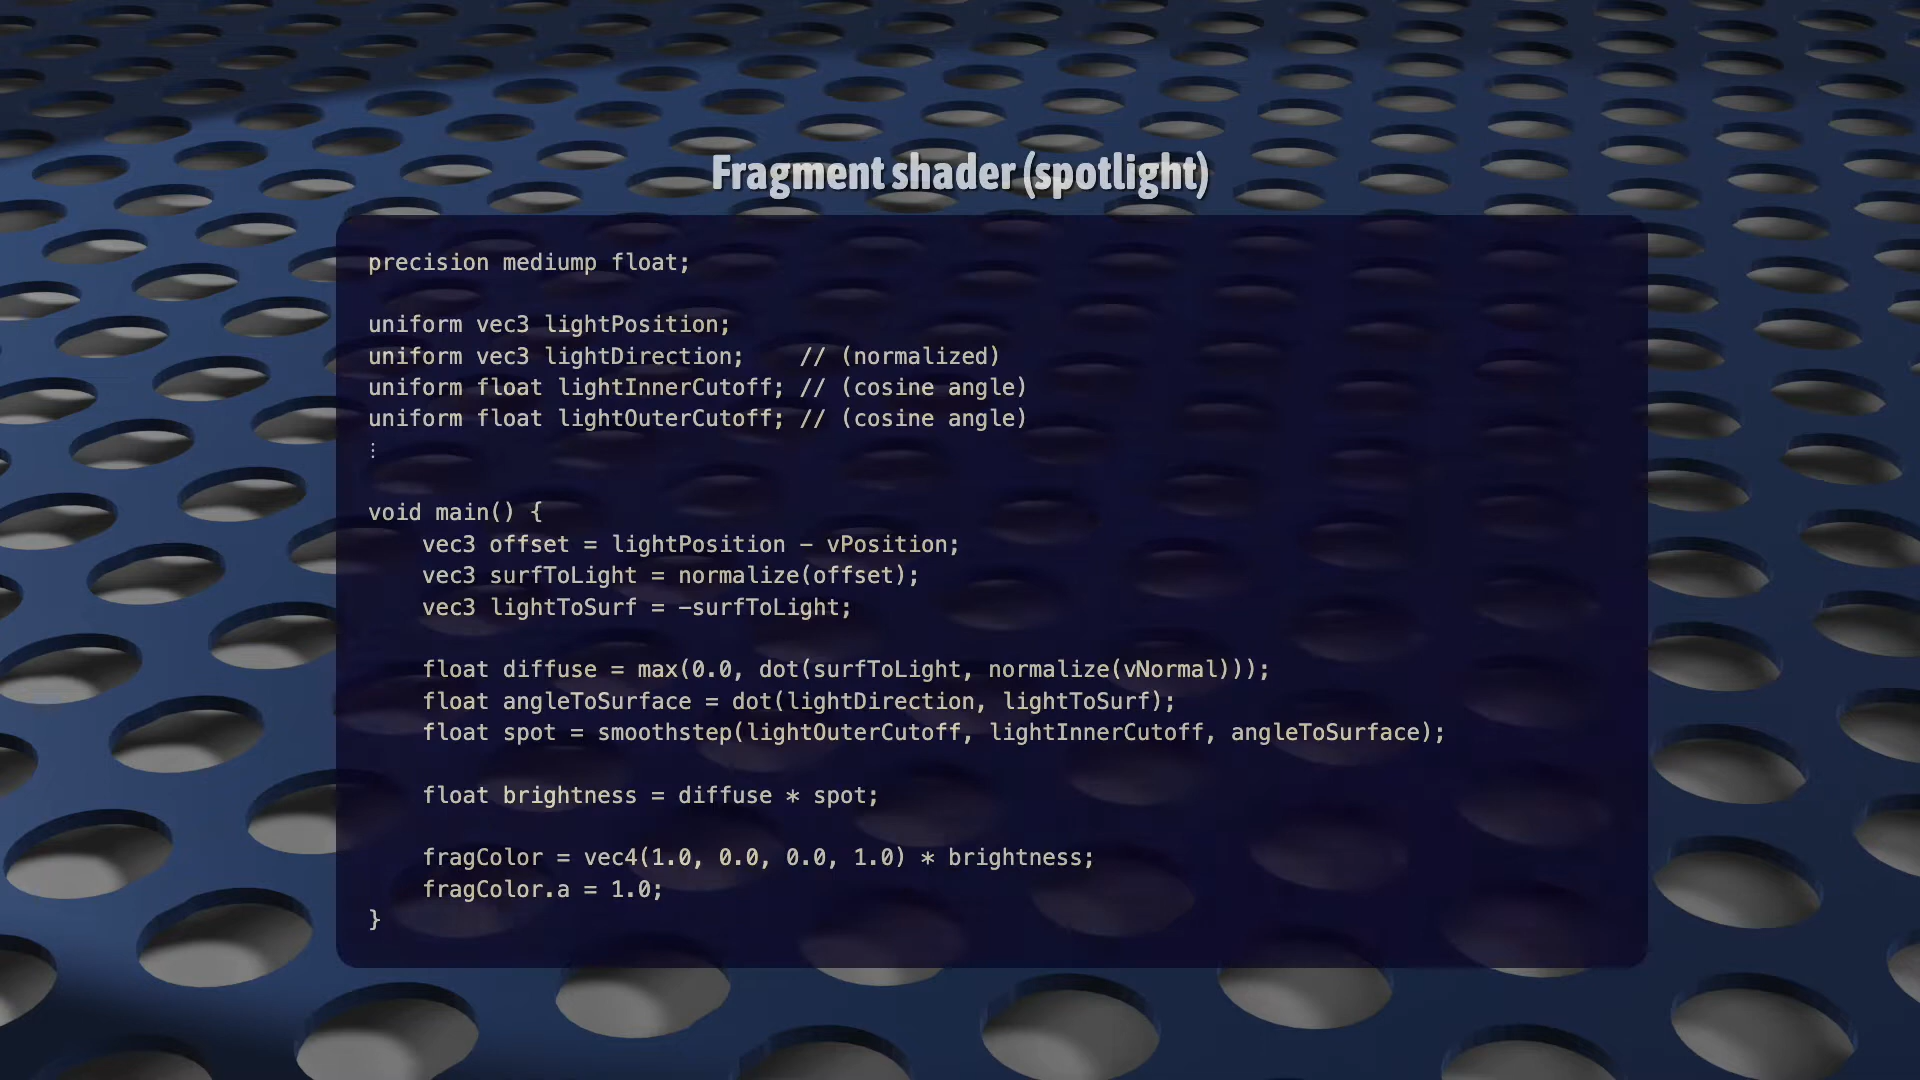 Fragment shader (spotlight)
precision mediump float;
uniform vec3 lightPosition;
uniform vec3 lightDirection;    // (normalized)
uniform float lightInnerCutoff; // (cosine angle)
uniform float lightOuterCutoff; // (cosine angle)
⋮
void main() {
    vec3 offset = lightPosition - vPosition;
    vec3 surfToLight = normalize(offset);
    vec3 lightToSurf = -surfToLight;
    float diffuse = max(0.0, dot(surfToLight, normalize(vNormal)));
    float angleToSurface = dot(lightDirection, lightToSurf);
    float spot = smoothstep(lightOuterCutoff, lightInnerCutoff, angleToSurface);
    float brightness = diffuse * spot;
    fragColor = vec4(1.0, 0.0, 0.0, 1.0) * brightness;
    fragColor.a = 1.0;
}